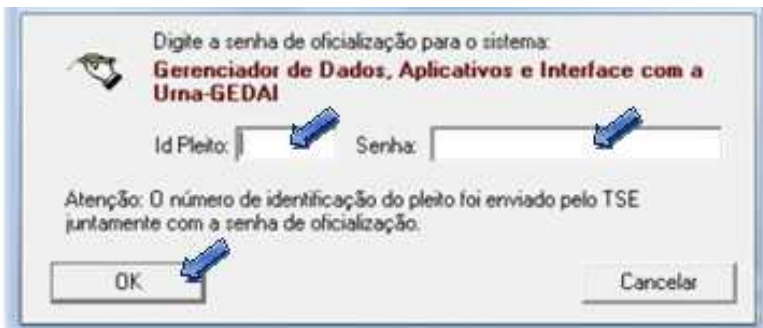 Digite a senha de oficialização para o sistema:
Gerenciador de Dados, Aplicativos e Interface com a
Urna-GEDAI
Id Pleito: Senha:
Atenção: O número de identificação do pleito foi enviado pelo TSE
juntamente com a senha de oficialização.
OK Cancelar